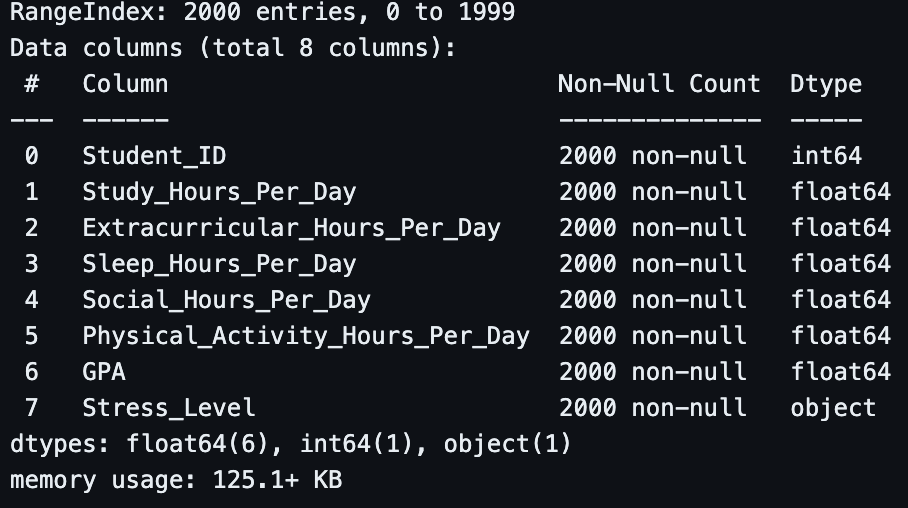 RangeIndex: 2000 entries, 0 to 1999
Data columns (total 8 columns):
 #   Column                           Non-Null Count  Dtype
---  ------                           --------------  -----
 0   Student_ID                       2000 non-null   int64
 1   Study_Hours_Per_Day              2000 non-null   float64
 2   Extracurricular_Hours_Per_Day    2000 non-null   float64
 3   Sleep_Hours_Per_Day              2000 non-null   float64
 4   Social_Hours_Per_Day             2000 non-null   float64
 5   Physical_Activity_Hours_Per_Day  2000 non-null   float64
 6   GPA                              2000 non-null   float64
 7   Stress_Level                     2000 non-null   object
dtypes: float64(6), int64(1), object(1)
memory usage: 125.1+ KB